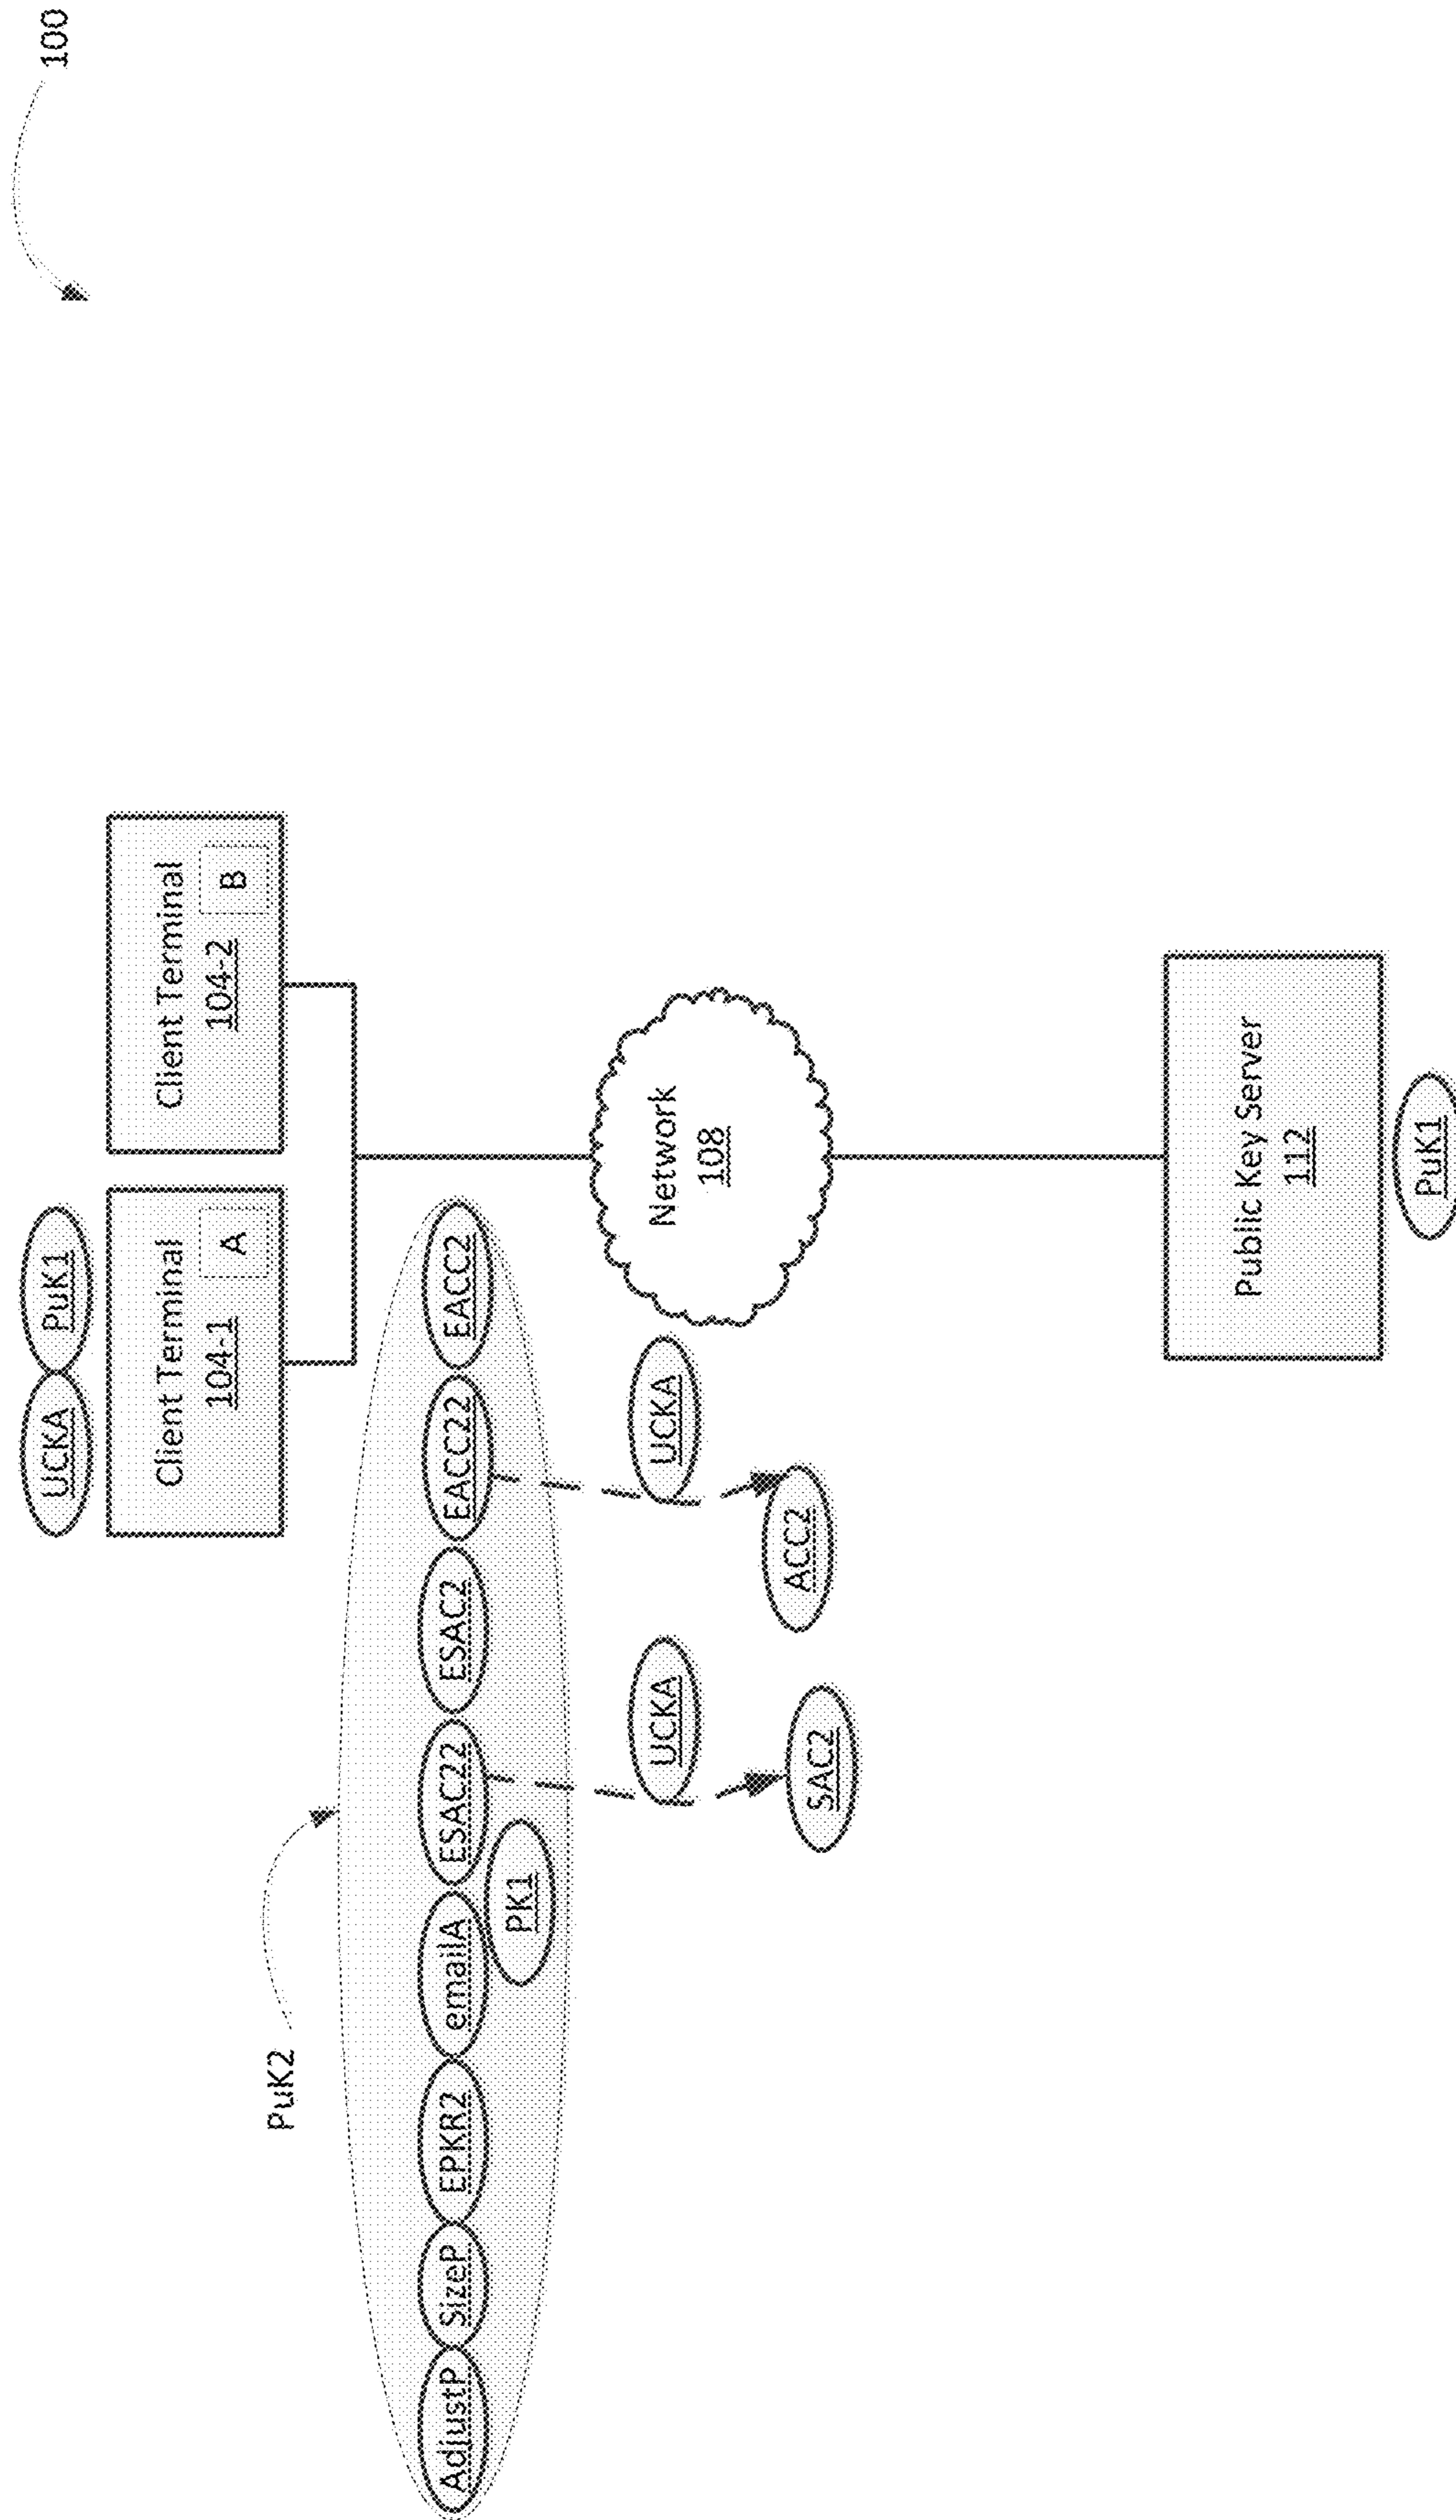 100
UCKA
PuK1
Client Terminal
104-1
A
Client Terminal
104-2
B
PuK2
AdjustP
SizeP
EPKR2
emailA
ESAC22
ESAC2
EACC22
EACC2
PK1
UCKA
UCKA
SAC2
ACC2
Network
108
Public Key Server
112
PuK1